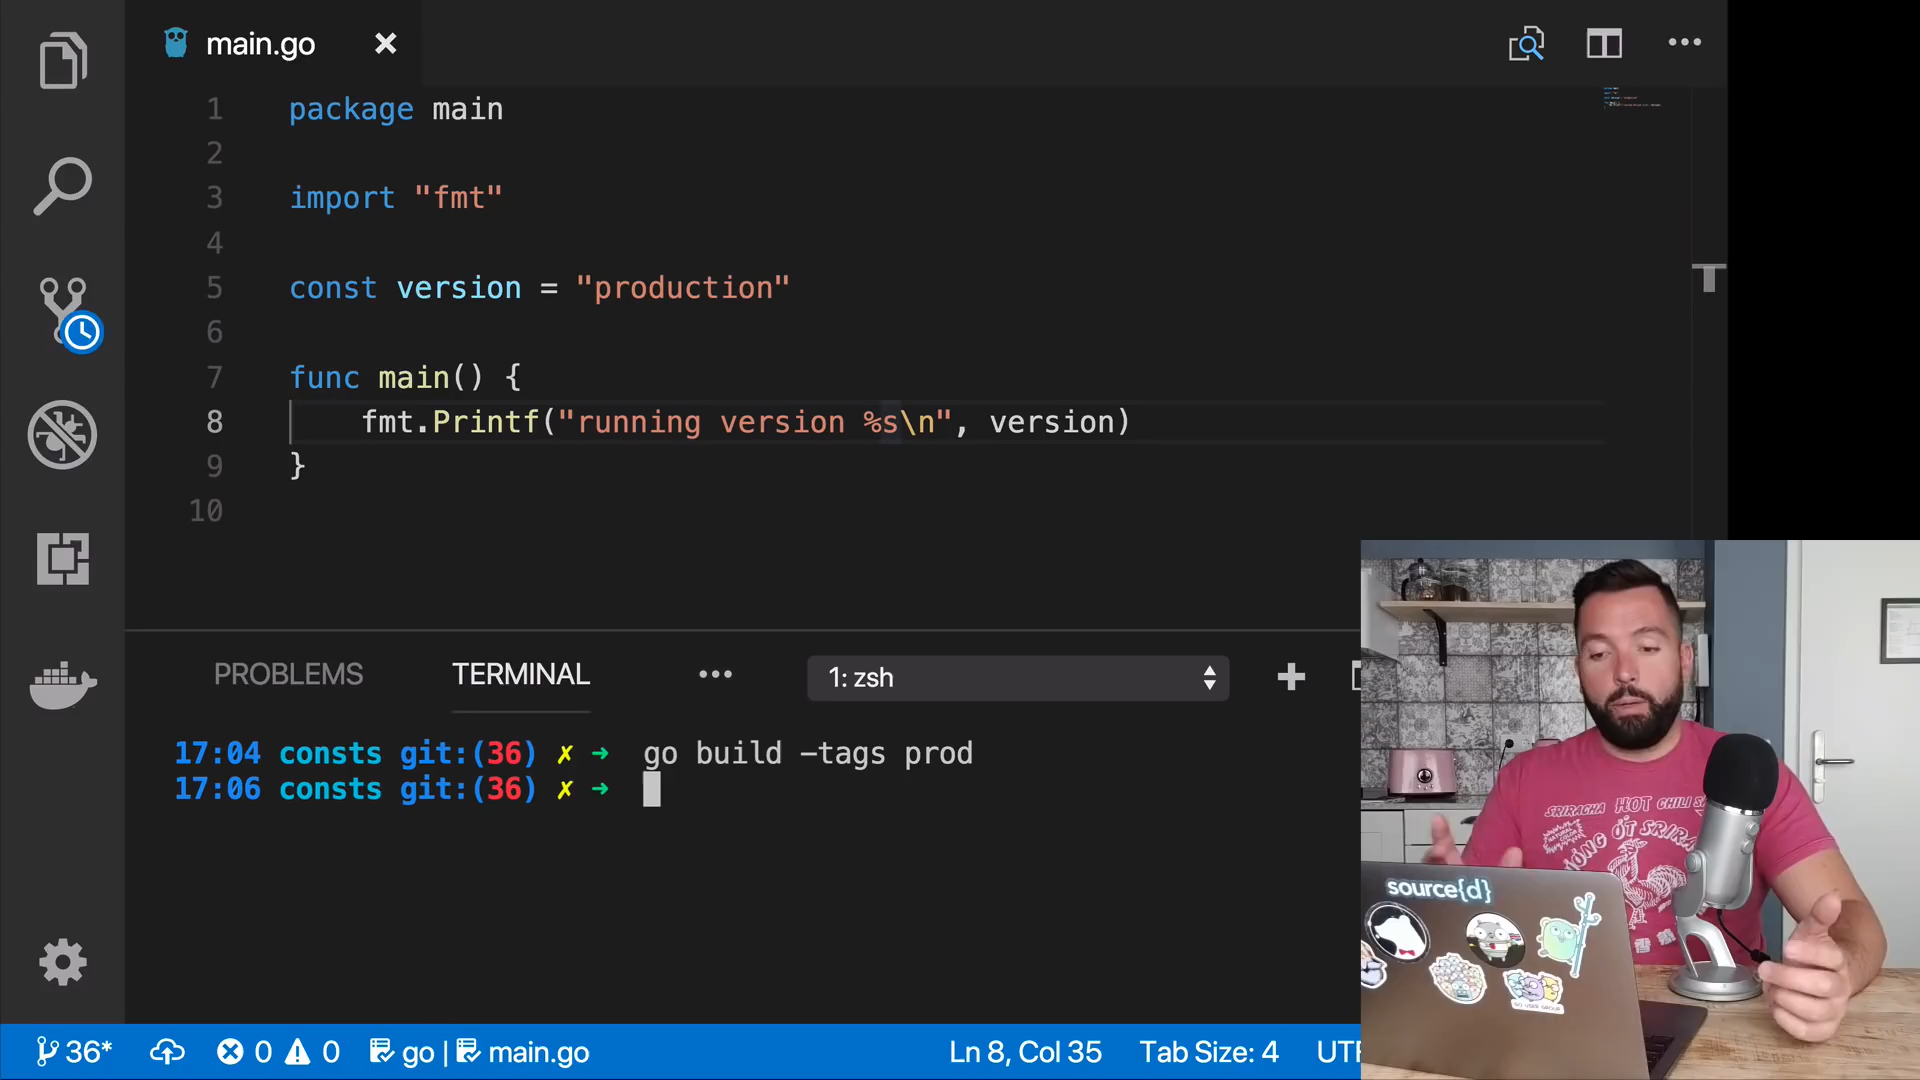 main.go
1 package main
2
3 import "fmt"
4
5 const version = "production"
6
7 func main() {
8 fmt.Printf("running version %s\n", version)
9 }
10
PROBLEMS TERMINAL ••• 1: zsh
17:04 consts git:(36) ✗ → go build -tags prod
17:06 consts git:(36) ✗ →
SRIRACHA HOT CHILI
source{d}
36* 0 0 go | main.go Ln 8, Col 35 Tab Size: 4 UTF